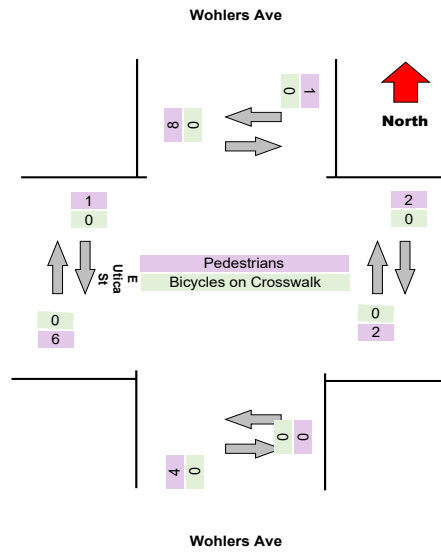 Wohlers Ave
0 1
8 0
North
1
0
2
0
E
Utica
St
Pedestrians
Bicycles on Crosswalk
0
6
0
2
0 0
4 0
Wohlers Ave